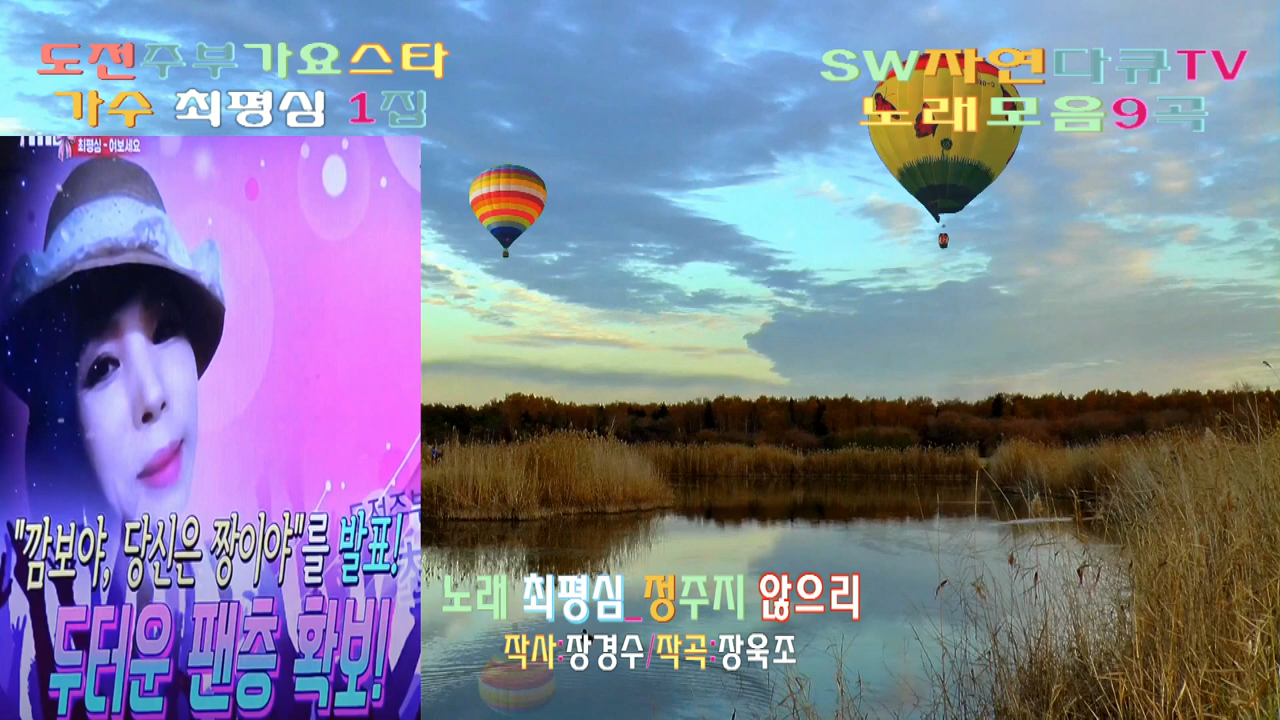 도전주부가요스타
가수 최평심 1집
SW자연다큐TV
노래모음9곡
최평심 - 여보세요
"깜보야, 당신은 짱이야"를 발표!
두터운 팬층 확보!
노래 최평심_정주지 않으리
작사:장경수/작곡:장욱조